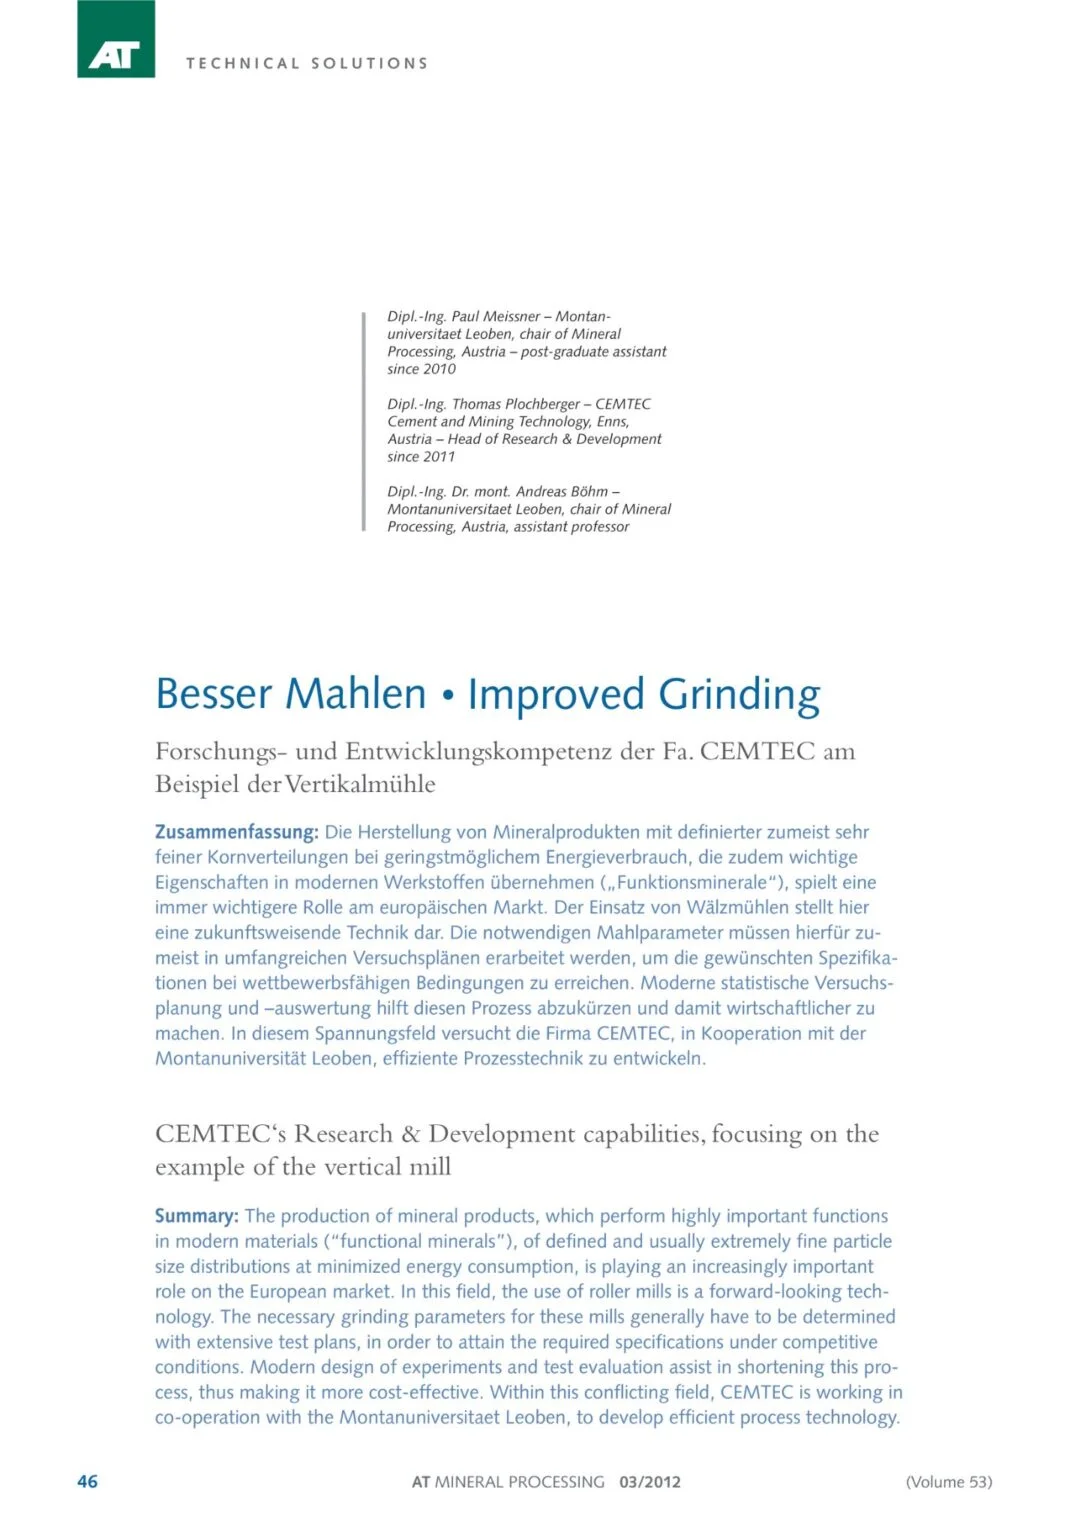 AT
TECHNICAL SOLUTIONS
Dipl.-Ing. Paul Meissner – Montan-
universitaet Leoben, chair of Mineral
Processing, Austria – post-graduate assistant
since 2010
Dipl.-Ing. Thomas Plochberger – CEMTEC
Cement and Mining Technology, Enns,
Austria – Head of Research & Development
since 2011
Dipl.-Ing. Dr. mont. Andreas Böhm –
Montanuniversitaet Leoben, chair of Mineral
Processing, Austria, assistant professor
Besser Mahlen • Improved Grinding
Forschungs- und Entwicklungskompetenz der Fa. CEMTEC am
Beispiel der Vertikalmühle
Zusammenfassung: Die Herstellung von Mineralprodukten mit definierter zumeist sehr
feiner Kornverteilungen bei geringstmöglichem Energieverbrauch, die zudem wichtige
Eigenschaften in modernen Werkstoffen übernehmen („Funktionsminerale“), spielt eine
immer wichtigere Rolle am europäischen Markt. Der Einsatz von Wälzmühlen stellt hier
eine zukunftsweisende Technik dar. Die notwendigen Mahlparameter müssen hierfür zu-
meist in umfangreichen Versuchsplänen erarbeitet werden, um die gewünschten Spezifika-
tionen bei wettbewerbsfähigen Bedingungen zu erreichen. Moderne statistische Versuchs-
planung und –auswertung hilft diesen Prozess abzukürzen und damit wirtschaftlicher zu
machen. In diesem Spannungsfeld versucht die Firma CEMTEC, in Kooperation mit der
Montanuniversität Leoben, effiziente Prozesstechnik zu entwickeln.
CEMTEC‘s Research & Development capabilities, focusing on the
example of the vertical mill
Summary: The production of mineral products, which perform highly important functions
in modern materials (“functional minerals”), of defined and usually extremely fine particle
size distributions at minimized energy consumption, is playing an increasingly important
role on the European market. In this field, the use of roller mills is a forward-looking tech-
nology. The necessary grinding parameters for these mills generally have to be determined
with extensive test plans, in order to attain the required specifications under competitive
conditions. Modern design of experiments and test evaluation assist in shortening this pro-
cess, thus making it more cost-effective. Within this conflicting field, CEMTEC is working in
co-operation with the Montanuniversitaet Leoben, to develop efficient process technology.
46 AT MINERAL PROCESSING 03/2012 (Volume 53)